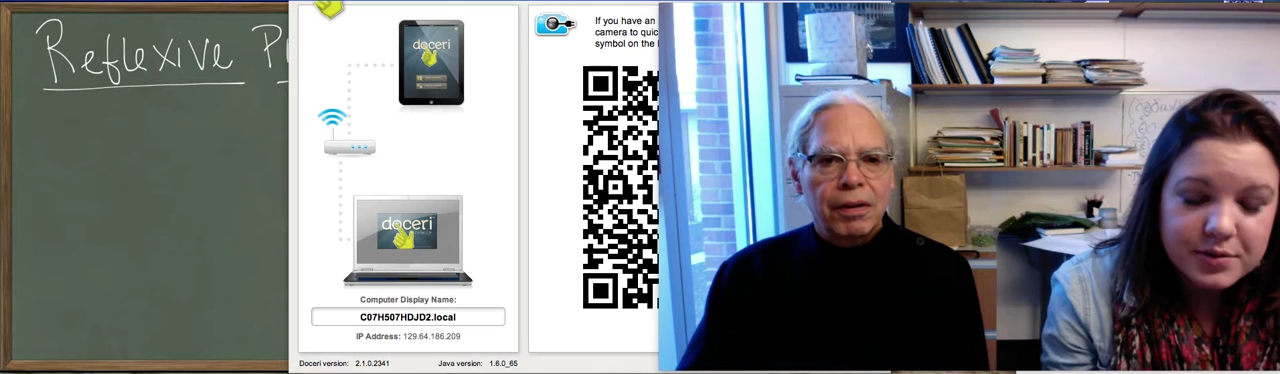 Reflexive
doceri
doceri
Computer Display Name:
C07H507HDJD2.local
IP Address: 129.64.186.209
Doceri version: 2.1.0.2341 Java version: 1.6.0_65
If you have an
camera to quic
symbol on the